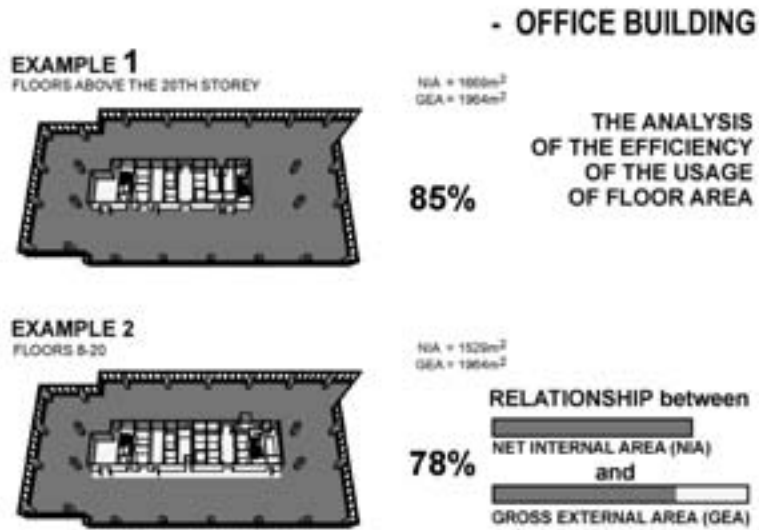 - OFFICE BUILDING
EXAMPLE 1
FLOORS ABOVE THE 20TH STOREY
NIA = 1669m²
GEA = 1964m²
85%
THE ANALYSIS
OF THE EFFICIENCY
OF THE USAGE
OF FLOOR AREA
EXAMPLE 2
FLOORS
NIA = 1529m²
GEA = 1964m²
78%
RELATIONSHIP between
NET INTERNAL AREA (NIA)
and
GROSS EXTERNAL AREA (GEA)